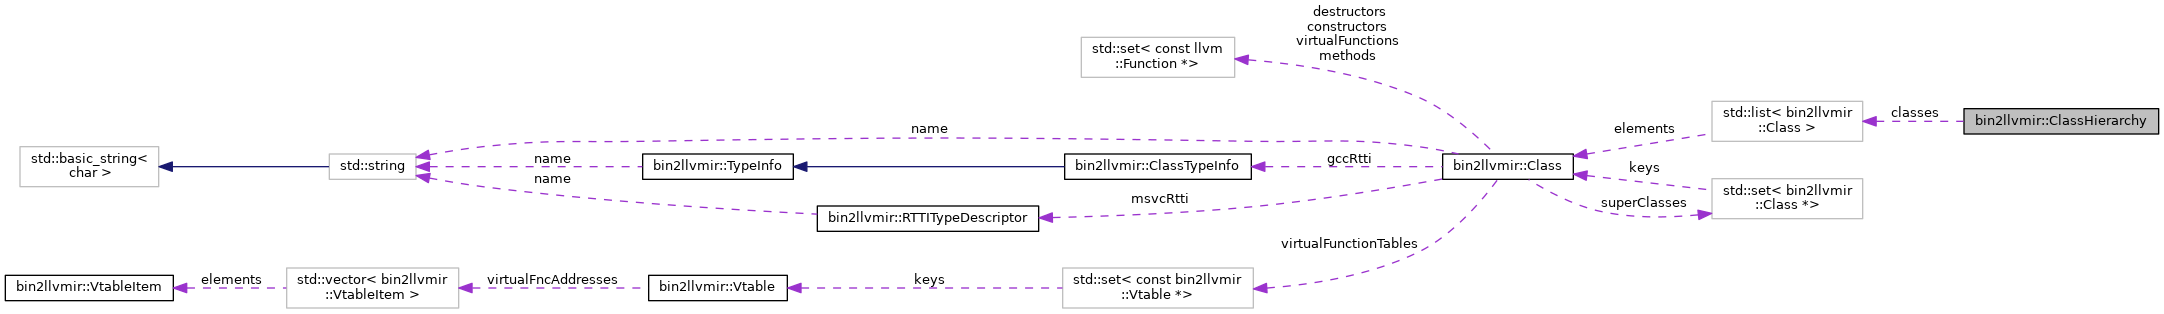 destructors
constructors
virtualFunctions
methods
std::set< const llvm
::Function *>
std::list< bin2llvmir
::Class >
classes
bin2llvmir::ClassHierarchy
elements
name
std::basic_string<
char >
std::string
name
bin2llvmir::TypeInfo
bin2llvmir::ClassTypeInfo
gccRtti
bin2llvmir::Class
keys
name
std::set< bin2llvmir
::Class *>
superClasses
msvcRtti
bin2llvmir::RTTITypeDescriptor
virtualFunctionTables
bin2llvmir::VtableItem
elements
std::vector< bin2llvmir
::VtableItem >
virtualFncAddresses
bin2llvmir::Vtable
keys
std::set< const bin2llvmir
::Vtable *>